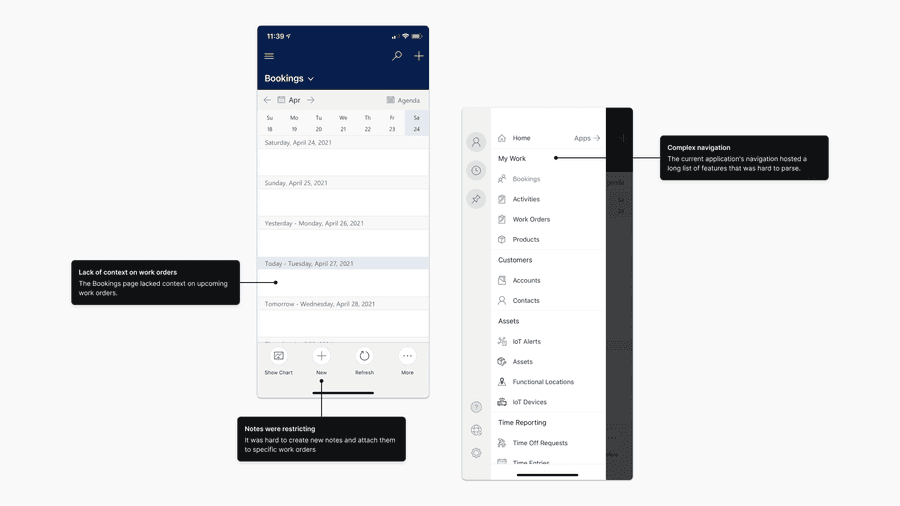 11:39
Bookings
Apr
Agenda
Su Mo Tu We Th Fr Sa
18 19 20 21 22 23 24
Saturday, April 24, 2021
Sunday, April 25, 2021
Yesterday - Monday, April 26, 2021
Today - Tuesday, April 27, 2021
Tomorrow - Wednesday, April 28, 2021
Show Chart
New
Refresh
More
Lack of context on work orders
The Bookings page lacked context on upcoming
work orders.
Notes were restricting
It was hard to create new notes and attach them
to specific work orders
Home
Apps
My Work
Bookings
Activities
Work Orders
Products
Customers
Accounts
Contacts
Assets
IoT Alerts
Assets
Functional Locations
IoT Devices
Time Reporting
Time Off Requests
Time Entries
Complex navigation
The current application's navigation hosted a
long list of features that was hard to parse.